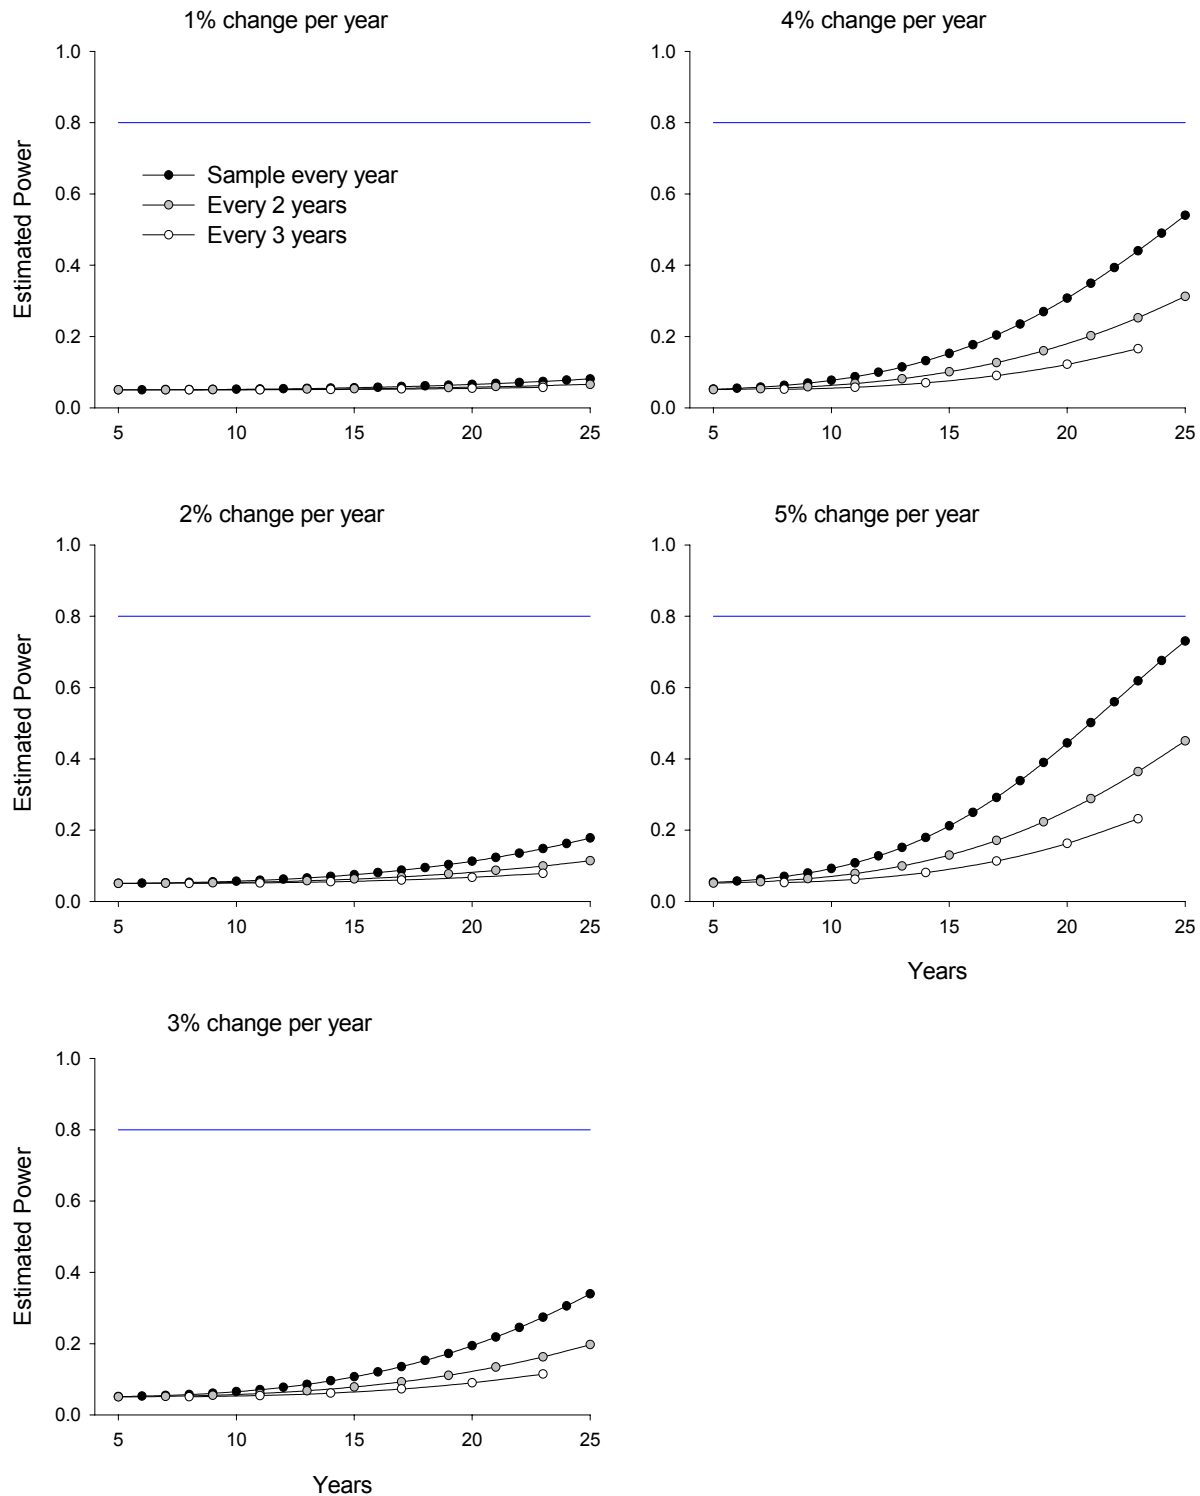 1% change per year
1.0
0.8
0.6
0.4
0.2
0.0
Estimated Power
Sample every year
Every 2 years
Every 3 years
5 10 15 20 25
4% change per year
1.0
0.8
0.6
0.4
0.2
0.0
5 10 15 20 25
2% change per year
1.0
0.8
0.6
0.4
0.2
0.0
Estimated Power
5 10 15 20 25
5% change per year
1.0
0.8
0.6
0.4
0.2
0.0
5 10 15 20 25
Years
3% change per year
1.0
0.8
0.6
0.4
0.2
0.0
Estimated Power
5 10 15 20 25
Years